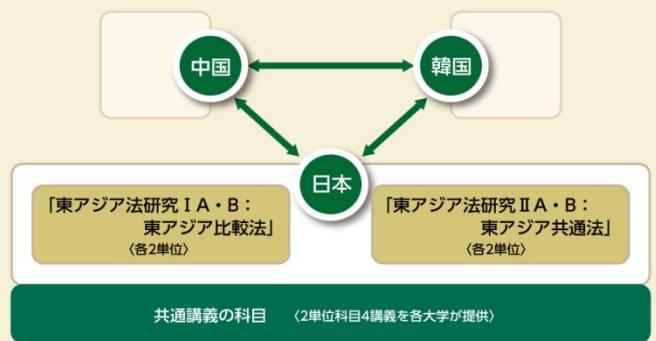 中国
韓国
日本
「東アジア法研究ⅠA・B：
東アジア比較法」
〈各2単位〉
「東アジア法研究ⅡA・B：
東アジア共通法」
〈各2単位〉
共通講義の科目 〈2単位科目4講義を各大学が提供〉